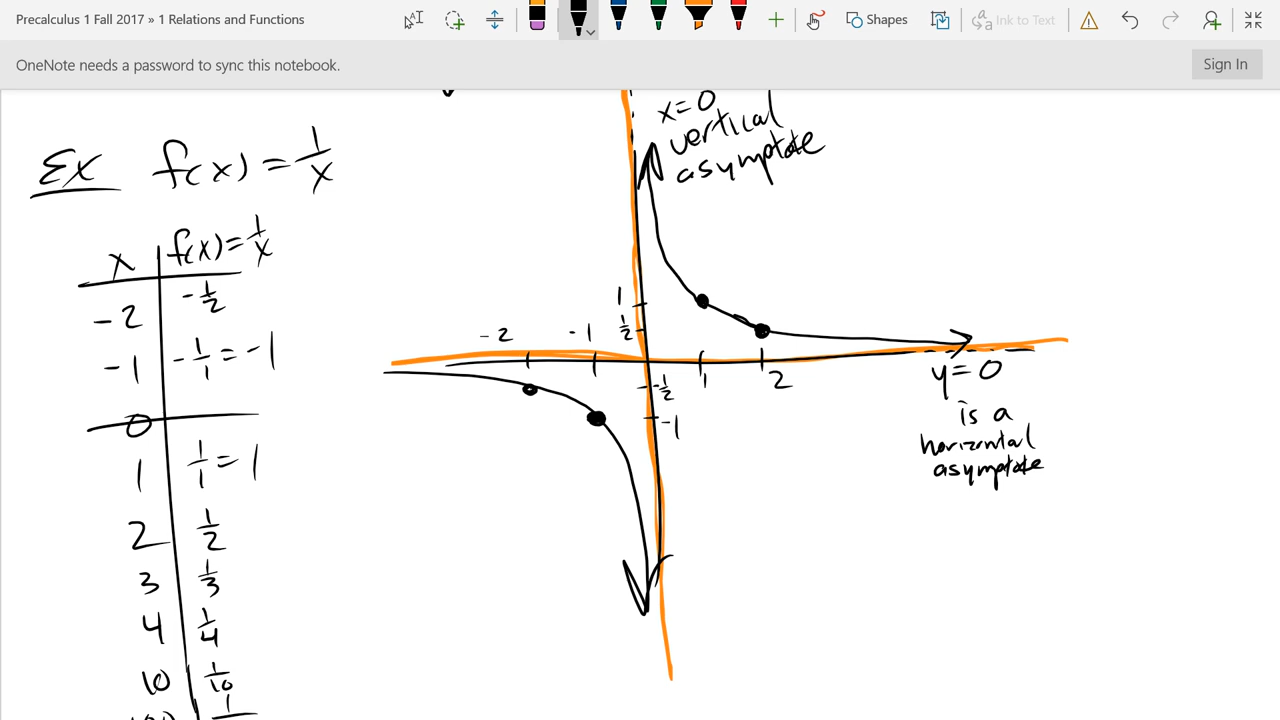 Precalculus 1 Fall 2017 » 1 Relations and Functions
Shapes
Ink to Text
OneNote needs a password to sync this notebook.
Sign In
Ex f(x) = 1/x
x f(x) = 1/x
-2 -1/2
-1 -1/1 = -1
0
1 1/1 = 1
2 1/2
3 1/3
4 1/4
10 1/10
x=0
vertical
asymptote
1
1/2
-2 -1
1 2
-1/2
-1
y=0
is a
horizontal
asymptote